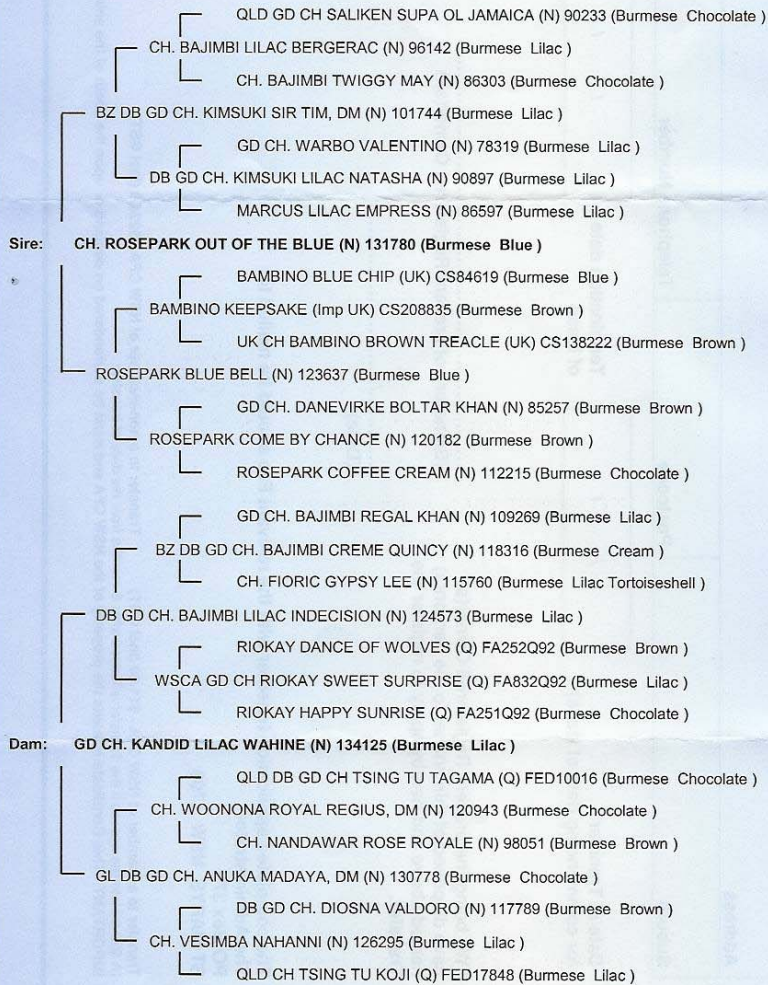 QLD GD CH SALIKEN SUPA OL JAMAICA (N) 90233 (Burmese Chocolate )
CH. BAJIMBI LILAC BERGERAC (N) 96142 (Burmese Lilac )
CH. BAJIMBI TWIGGY MAY (N) 86303 (Burmese Chocolate )
BZ DB GD CH. KIMSUKI SIR TIM, DM (N) 101744 (Burmese Lilac )
GD CH. WARBO VALENTINO (N) 78319 (Burmese Lilac )
DB GD CH. KIMSUKI LILAC NATASHA (N) 90897 (Burmese Lilac )
MARCUS LILAC EMPRESS (N) 86597 (Burmese Lilac )
Sire: CH. ROSEPARK OUT OF THE BLUE (N) 131780 (Burmese Blue )
BAMBINO BLUE CHIP (UK) CS84619 (Burmese Blue )
BAMBINO KEEPSAKE (Imp UK) CS208835 (Burmese Brown )
UK CH BAMBINO BROWN TREACLE (UK) CS138222 (Burmese Brown )
ROSEPARK BLUE BELL (N) 123637 (Burmese Blue )
GD CH. DANEVIRKE BOLTAR KHAN (N) 85257 (Burmese Brown )
ROSEPARK COME BY CHANCE (N) 120182 (Burmese Brown )
ROSEPARK COFFEE CREAM (N) 112215 (Burmese Chocolate )
GD CH. BAJIMBI REGAL KHAN (N) 109269 (Burmese Lilac )
BZ DB GD CH. BAJIMBI CREME QUINCY (N) 118316 (Burmese Cream )
CH. FIORIC GYPSY LEE (N) 115760 (Burmese Lilac Tortoiseshell )
DB GD CH. BAJIMBI LILAC INDECISION (N) 124573 (Burmese Lilac )
RIOKAY DANCE OF WOLVES (Q) FA252Q92 (Burmese Brown )
WSCA GD CH RIOKAY SWEET SURPRISE (Q) FA832Q92 (Burmese Lilac )
RIOKAY HAPPY SUNRISE (Q) FA251Q92 (Burmese Chocolate )
Dam: GD CH. KANDID LILAC WAHINE (N) 134125 (Burmese Lilac )
QLD DB GD CH TSING TU TAGAMA (Q) FED10016 (Burmese Chocolate )
CH. WOONONA ROYAL REGIUS, DM (N) 120943 (Burmese Chocolate )
CH. NANDAWAR ROSE ROYALE (N) 98051 (Burmese Brown )
GL DB GD CH. ANUKA MADAYA, DM (N) 130778 (Burmese Chocolate )
DB GD CH. DIOSNA VALDORO (N) 117789 (Burmese Brown )
CH. VESIMBA NAHANNI (N) 126295 (Burmese Lilac )
QLD CH TSING TU KOJI (Q) FED17848 (Burmese Lilac )